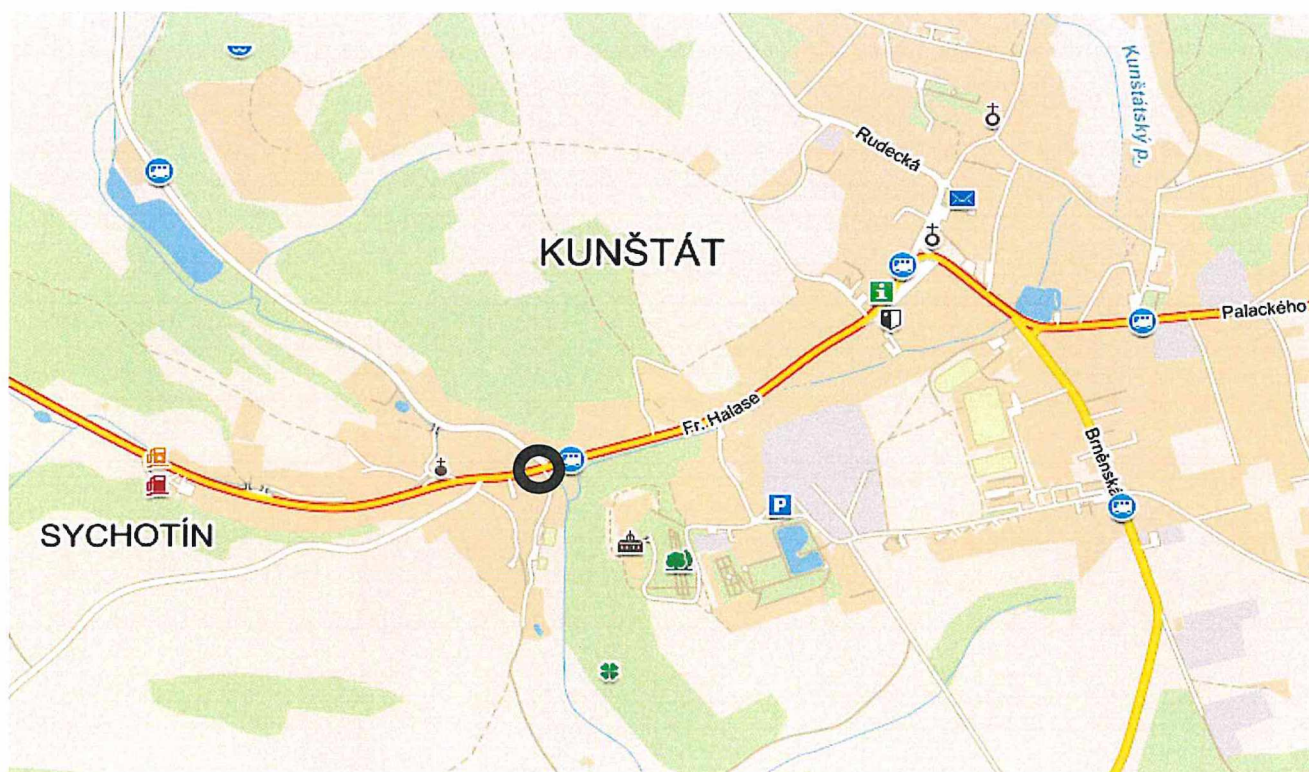 Kunštátský p.
Rudecká
KUNŠTÁT
Palackého
Fr. Halase
Brněnská
P
SYCHOTÍN